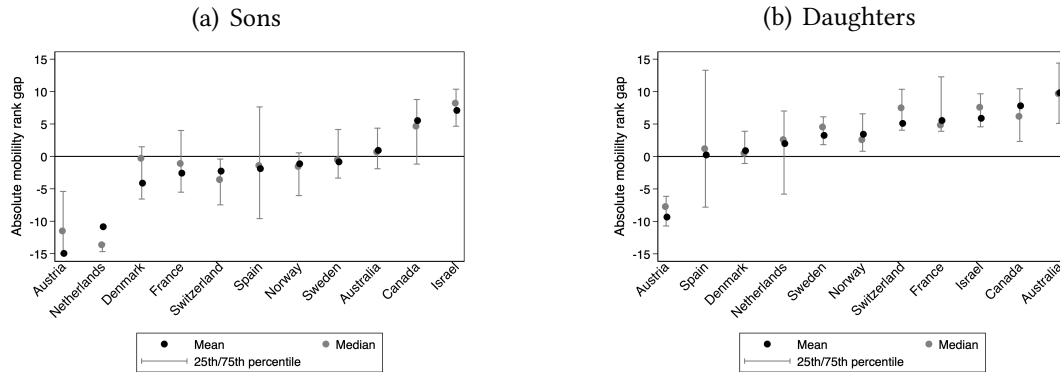 (a) Sons
Absolute mobility rank gap
15
10
5
0
-5
-10
-15
Austria
Netherlands
Denmark
France
Switzerland
Spain
Norway
Sweden
Australia
Canada
Israel
Mean
Median
25th/75th percentile
(b) Daughters
Absolute mobility rank gap
15
10
5
0
-5
-10
-15
Austria
Spain
Denmark
Netherlands
Sweden
Norway
Switzerland
France
Israel
Canada
Australia
Mean
Median
25th/75th percentile